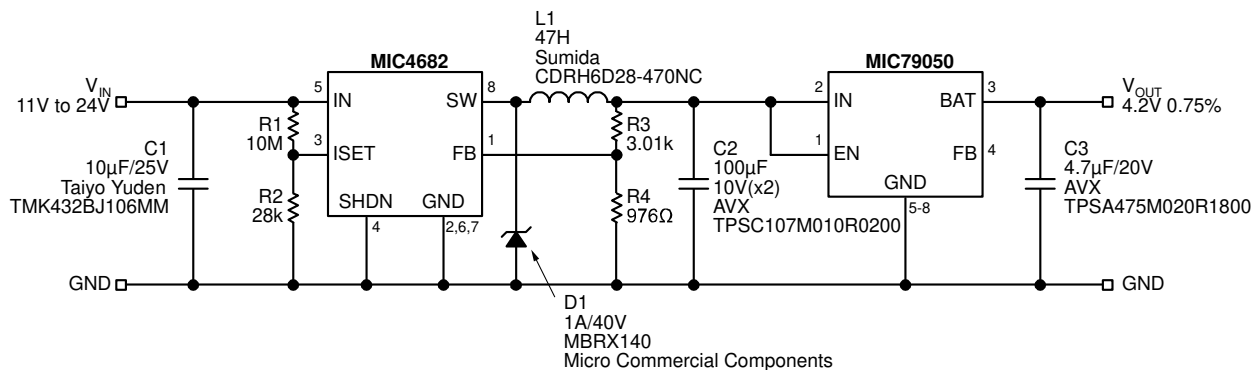 L1
47H
Sumida
CDRH6D28-470NC
MIC4682
MIC79050
VIN
11V to 24V
5
IN
SW
8
R1
10M
3
ISET
FB
1
R3
3.01k
2
IN
BAT
3
VOUT
4.2V 0.75%
1
EN
FB
4
GND
5-8
C1
10µF/25V
Taiyo Yuden
TMK432BJ106MM
R2
28k
SHDN
4
GND
2,6,7
R4
976Ω
C2
100µF
10V(x2)
AVX
TPSC107M010R0200
C3
4.7µF/20V
AVX
TPSA475M020R1800
GND
GND
D1
1A/40V
MBRX140
Micro Commercial Components